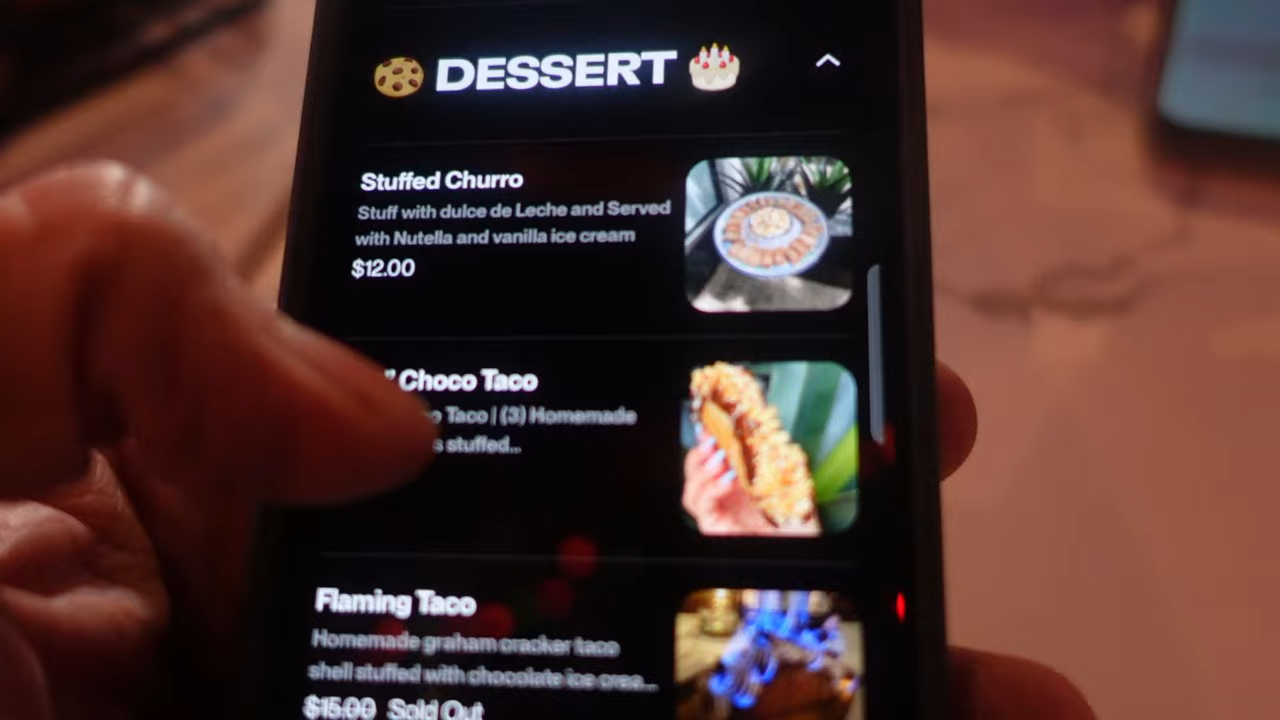 DESSERT
Stuffed Churro
Stuff with dulce de Leche and Served
with Nutella and vanilla ice cream
$12.00
" Choco Taco
Taco | (3) Homemade
stuffed...
Flaming Taco
Homemade graham cracker taco
shell stuffed with chocolate ice crea...
$15.00 Sold Out